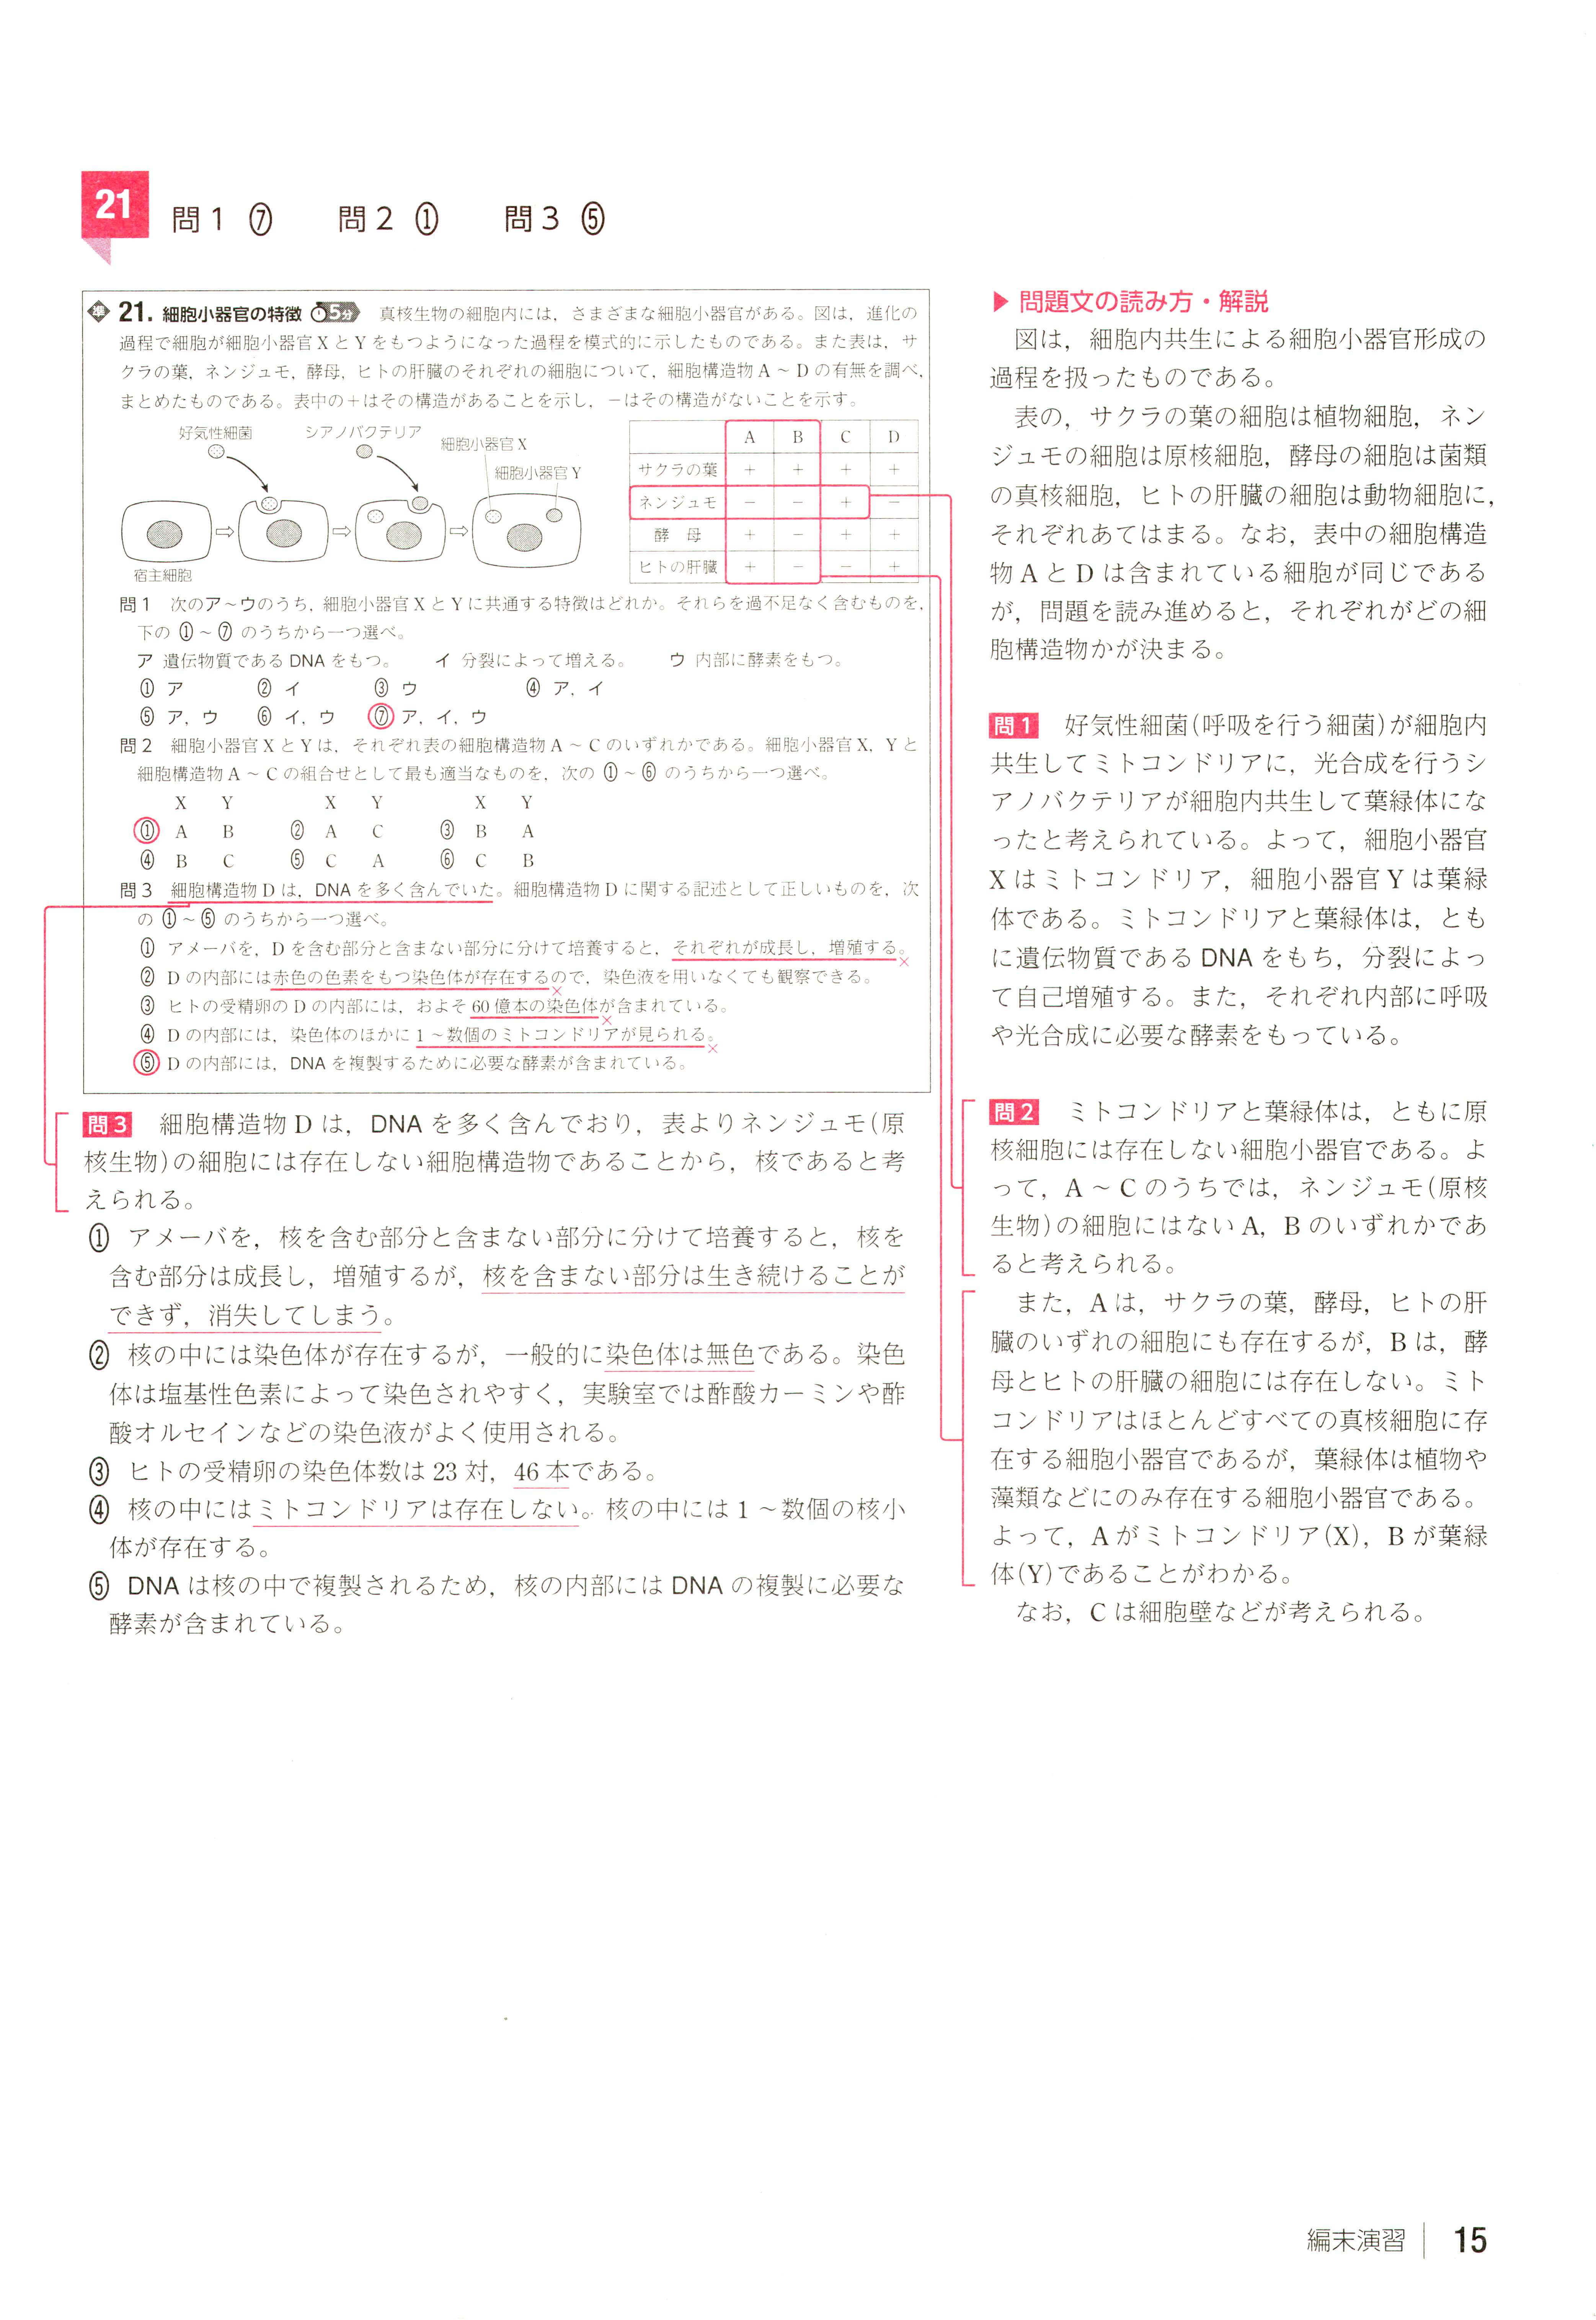 21
問1 ⑦ 問2 ① 問3 ⑤
準 21. 細胞小器官の特徴 5分 真核生物の細胞内には，さまざまな細胞小器官がある。図は，進化の
過程で細胞が細胞小器官XとYをもつようになった過程を模式的に示したものである。また表は，サ
クラの葉，ネンジュモ，酵母，ヒトの肝臓のそれぞれの細胞について，細胞構造物A～Dの有無を調べ，
まとめたものである。表中の＋はその構造があることを示し，－はその構造がないことを示す。
好気性細菌 シアノバクテリア
細胞小器官X
細胞小器官Y
宿主細胞
A B C D
サクラの葉 ＋ ＋ ＋ ＋
ネンジュモ － － ＋ －
酵母 ＋ － ＋ ＋
ヒトの肝臓 ＋ － － ＋
問1 次のア～ウのうち，細胞小器官XとYに共通する特徴はどれか。それらを過不足なく含むものを，
下の①～⑦のうちから一つ選べ。
ア 遺伝物質であるDNAをもつ。 イ 分裂によって増える。 ウ 内部に酵素をもつ。
① ア ② イ ③ ウ ④ ア，イ
⑤ ア，ウ ⑥ イ，ウ ⑦ ア，イ，ウ
問2 細胞小器官XとYは，それぞれ表の細胞構造物A～Cのいずれかである。細胞小器官X，Yと
細胞構造物A～Cの組合せとして最も適当なものを，次の①～⑥のうちから一つ選べ。
X Y X Y X Y
① A B ② A C ③ B A
④ B C ⑤ C A ⑥ C B
問3 細胞構造物Dは，DNAを多く含んでいた。細胞構造物Dに関する記述として正しいものを，次
の①～⑤のうちから一つ選べ。
① アメーバを，Dを含む部分と含まない部分に分けて培養すると，それぞれが成長し，増殖する。
② Dの内部には赤色の色素をもつ染色体が存在するので，染色液を用いなくても観察できる。
③ ヒトの受精卵のDの内部には，およそ60億本の染色体が含まれている。
④ Dの内部には，染色体のほかに1～数個のミトコンドリアが見られる。
⑤ Dの内部には，DNAを複製するために必要な酵素が含まれている。
問3 細胞構造物Dは，DNAを多く含んでおり，表よりネンジュモ(原
核生物)の細胞には存在しない細胞構造物であることから，核であると考
えられる。
① アメーバを，核を含む部分と含まない部分に分けて培養すると，核を
含む部分は成長し，増殖するが，核を含まない部分は生き続けることが
できず，消失してしまう。
② 核の中には染色体が存在するが，一般的に染色体は無色である。染色
体は塩基性色素によって染色されやすく，実験室では酢酸カーミンや酢
酸オルセインなどの染色液がよく使用される。
③ ヒトの受精卵の染色体数は23対，46本である。
④ 核の中にはミトコンドリアは存在しない。核の中には1～数個の核小
体が存在する。
⑤ DNAは核の中で複製されるため，核の内部にはDNAの複製に必要な
酵素が含まれている。
▶ 問題文の読み方・解説
図は，細胞内共生による細胞小器官形成の
過程を扱ったものである。
表の，サクラの葉の細胞は植物細胞，ネン
ジュモの細胞は原核細胞，酵母の細胞は菌類
の真核細胞，ヒトの肝臓の細胞は動物細胞に，
それぞれあてはまる。なお，表中の細胞構造
物AとDは含まれている細胞が同じである
が，問題を読み進めると，それぞれがどの細
胞構造物かが決まる。
問1 好気性細菌(呼吸を行う細菌)が細胞内
共生してミトコンドリアに，光合成を行うシ
アノバクテリアが細胞内共生して葉緑体にな
ったと考えられている。よって，細胞小器官
Xはミトコンドリア，細胞小器官Yは葉緑
体である。ミトコンドリアと葉緑体は，とも
に遺伝物質であるDNAをもち，分裂によっ
て自己増殖する。また，それぞれ内部に呼吸
や光合成に必要な酵素をもっている。
問2 ミトコンドリアと葉緑体は，ともに原
核細胞には存在しない細胞小器官である。よ
って，A～Cのうちでは，ネンジュモ(原核
生物)の細胞にはないA，Bのいずれかであ
ると考えられる。
また，Aは，サクラの葉，酵母，ヒトの肝
臓のいずれの細胞にも存在するが，Bは，酵
母とヒトの肝臓の細胞には存在しない。ミト
コンドリアはほとんどすべての真核細胞に存
在する細胞小器官であるが，葉緑体は植物や
藻類などにのみ存在する細胞小器官である。
よって，Aがミトコンドリア(X)，Bが葉緑
体(Y)であることがわかる。
なお，Cは細胞壁などが考えられる。
編末演習 15